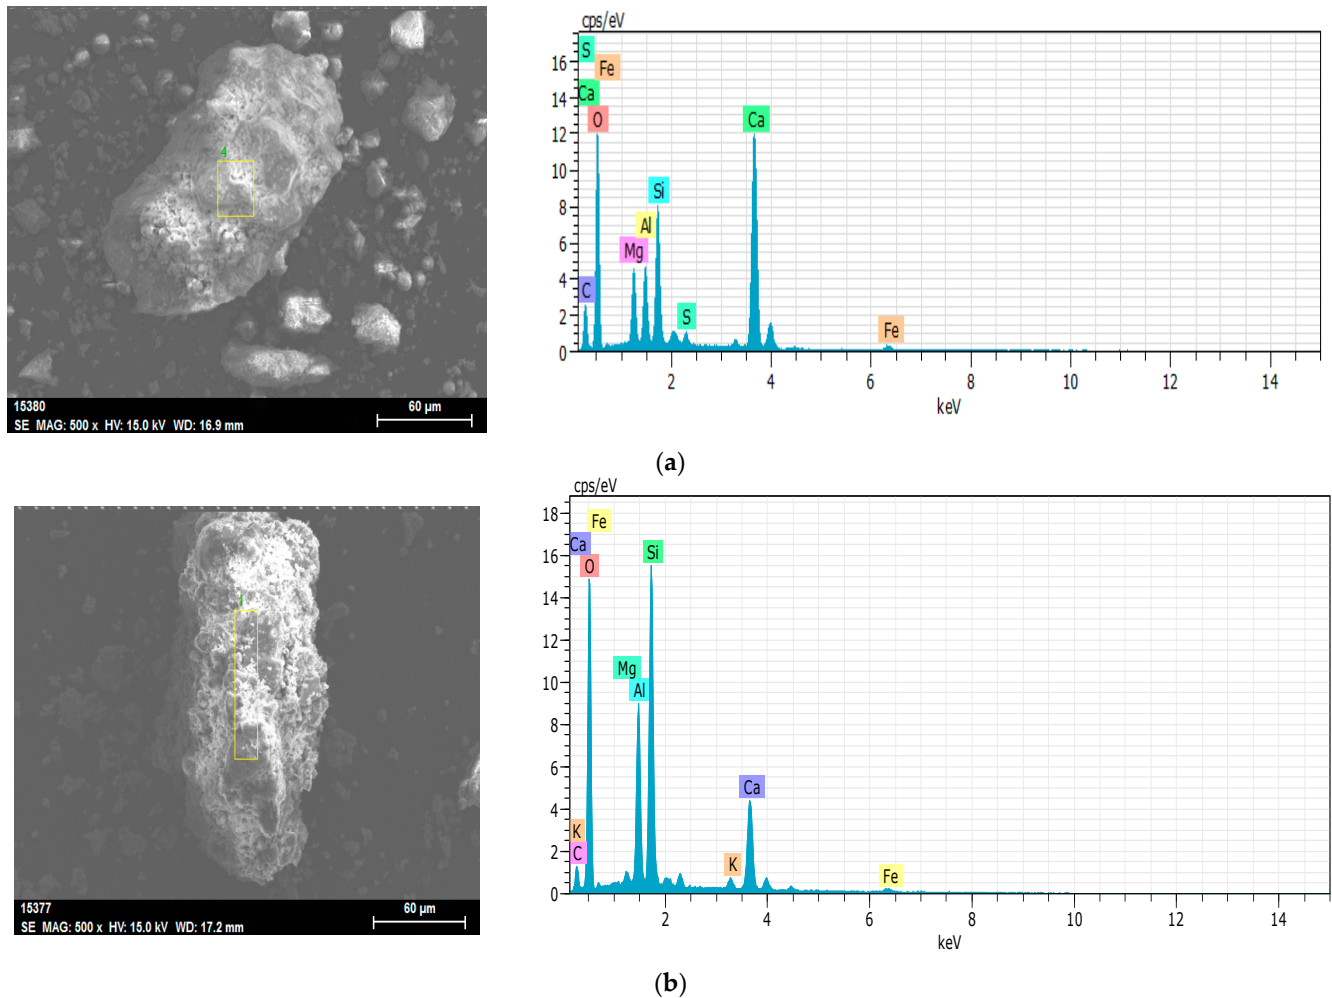 4
15380
60 µm
SE MAG: 500 x HV: 15.0 kV WD: 16.9 mm
cps/eV
S
Fe
Ca
O
Ca
Si
Al
Mg
C
S
Fe
16
14
12
10
8
6
4
2
0
2 4 6 8 10 12 14
keV
(a)
1
15377
60 µm
SE MAG: 500 x HV: 15.0 kV WD: 17.2 mm
cps/eV
Fe
Ca
O
Si
Mg
Al
Ca
K
C
K
Fe
18
16
14
12
10
8
6
4
2
0
2 4 6 8 10 12 14
keV
(b)